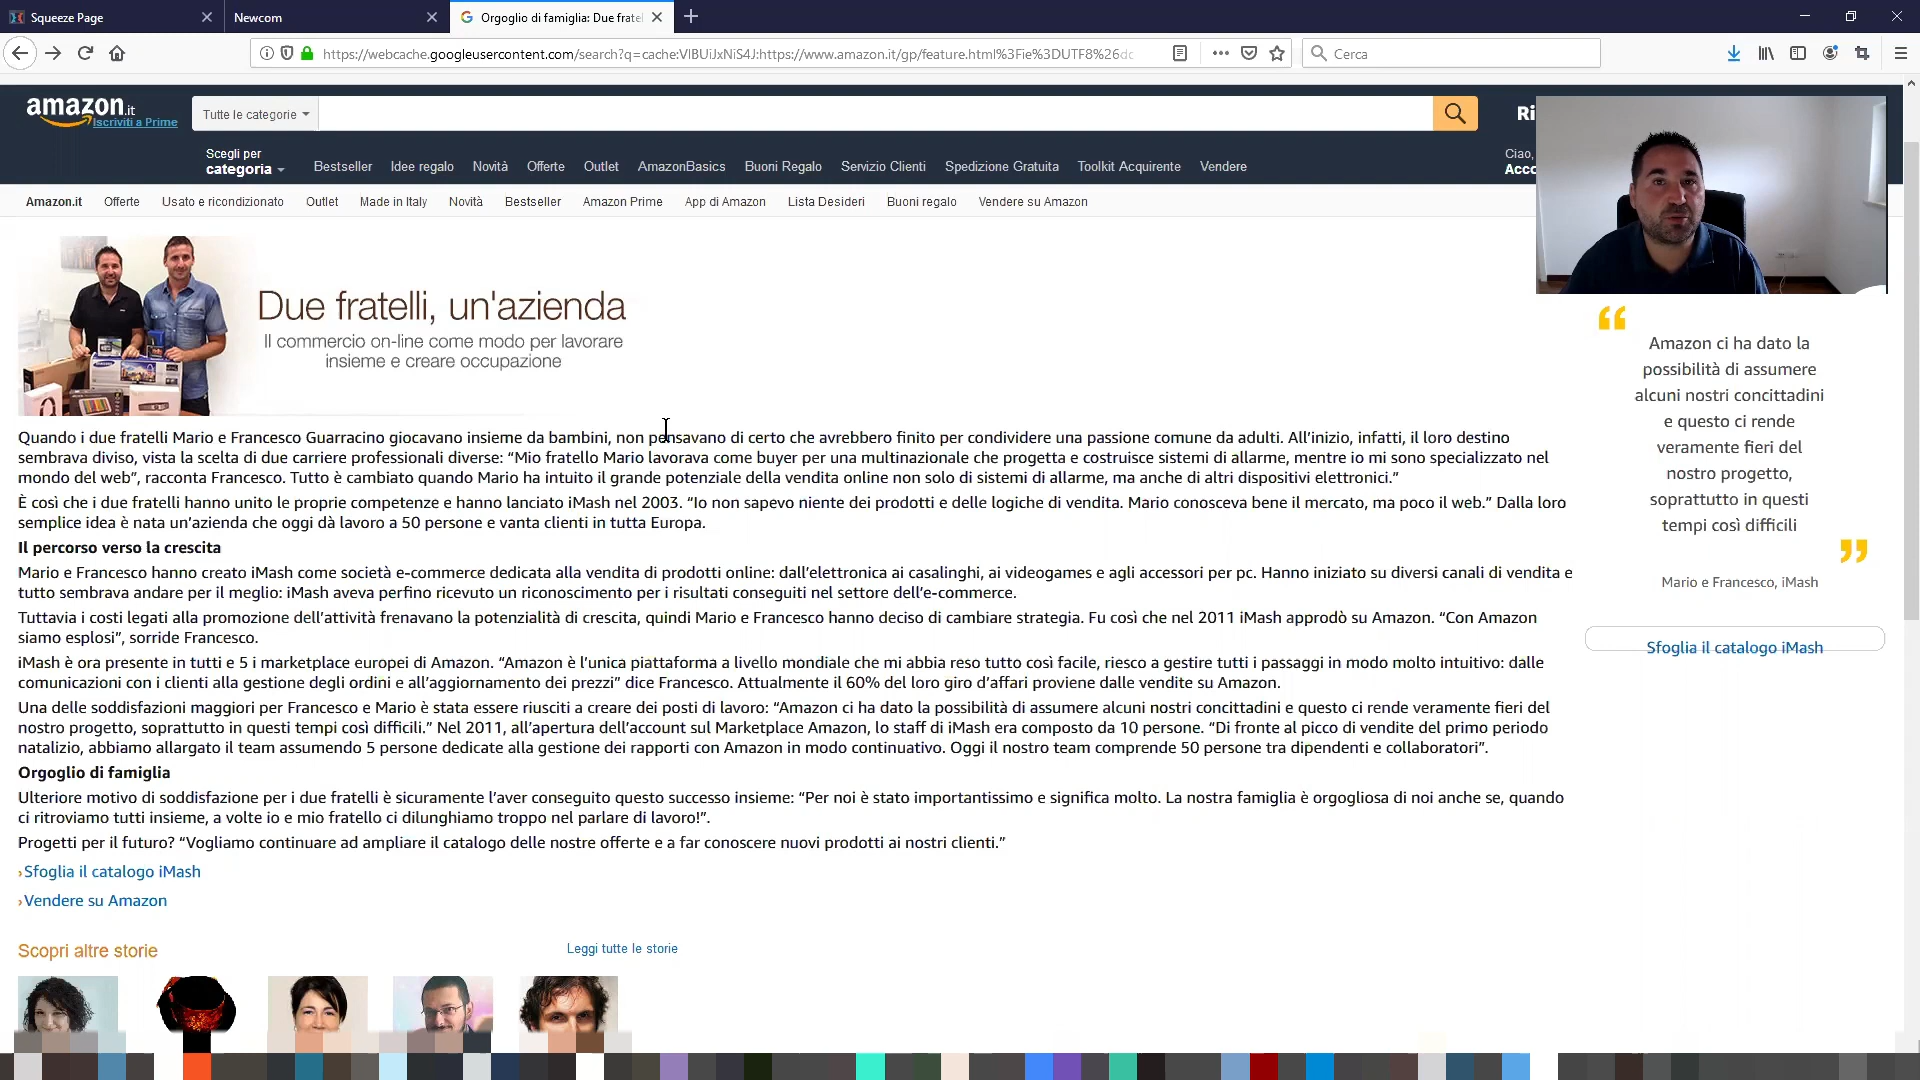 Squeeze Page
Newcom
Orgoglio di famiglia: Due fratel
https://webcache.googleusercontent.com/search?q=cache:VlBUiJxNiS4J:https://www.amazon.it/gp/feature.html%3Fie%3DUTF8%26dc
Cerca
amazon.it
Iscriviti a Prime
Tutte le categorie
Ri
Scegli per
categoria
Bestseller Idee regalo Novità Offerte Outlet AmazonBasics Buoni Regalo Servizio Clienti Spedizione Gratuita Toolkit Acquirente Vendere
Ciao,
Acco
Amazon.it Offerte Usato e ricondizionato Outlet Made in Italy Novità Bestseller Amazon Prime App di Amazon Lista Desideri Buoni regalo Vendere su Amazon
Due fratelli, un'azienda
Il commercio on-line come modo per lavorare
insieme e creare occupazione
Quando i due fratelli Mario e Francesco Guarracino giocavano insieme da bambini, non pensavano di certo che avrebbero finito per condividere una passione comune da adulti. All’inizio, infatti, il loro destino
sembrava diviso, vista la scelta di due carriere professionali diverse: “Mio fratello Mario lavorava come buyer per una multinazionale che progetta e costruisce sistemi di allarme, mentre io mi sono specializzato nel
mondo del web”, racconta Francesco. Tutto è cambiato quando Mario ha intuito il grande potenziale della vendita online non solo di sistemi di allarme, ma anche di altri dispositivi elettronici.”
È così che i due fratelli hanno unito le proprie competenze e hanno lanciato iMash nel 2003. “Io non sapevo niente dei prodotti e delle logiche di vendita. Mario conosceva bene il mercato, ma poco il web.” Dalla loro
semplice idea è nata un’azienda che oggi dà lavoro a 50 persone e vanta clienti in tutta Europa.
Il percorso verso la crescita
Mario e Francesco hanno creato iMash come società e-commerce dedicata alla vendita di prodotti online: dall’elettronica ai casalinghi, ai videogames e agli accessori per pc. Hanno iniziato su diversi canali di vendita e
tutto sembrava andare per il meglio: iMash aveva perfino ricevuto un riconoscimento per i risultati conseguiti nel settore dell’e-commerce.
Tuttavia i costi legati alla promozione dell’attività frenavano la potenzialità di crescita, quindi Mario e Francesco hanno deciso di cambiare strategia. Fu così che nel 2011 iMash approdò su Amazon. “Con Amazon
siamo esplosi”, sorride Francesco.
iMash è ora presente in tutti e 5 i marketplace europei di Amazon. “Amazon è l’unica piattaforma a livello mondiale che mi abbia reso tutto così facile, riesco a gestire tutti i passaggi in modo molto intuitivo: dalle
comunicazioni con i clienti alla gestione degli ordini e all’aggiornamento dei prezzi” dice Francesco. Attualmente il 60% del loro giro d’affari proviene dalle vendite su Amazon.
Una delle soddisfazioni maggiori per Francesco e Mario è stata essere riusciti a creare dei posti di lavoro: “Amazon ci ha dato la possibilità di assumere alcuni nostri concittadini e questo ci rende veramente fieri del
nostro progetto, soprattutto in questi tempi così difficili.” Nel 2011, all’apertura dell’account sul Marketplace Amazon, lo staff di iMash era composto da 10 persone. “Di fronte al picco di vendite del primo periodo
natalizio, abbiamo allargato il team assumendo 5 persone dedicate alla gestione dei rapporti con Amazon in modo continuativo. Oggi il nostro team comprende 50 persone tra dipendenti e collaboratori”.
Orgoglio di famiglia
Ulteriore motivo di soddisfazione per i due fratelli è sicuramente l’aver conseguito questo successo insieme: “Per noi è stato importantissimo e significa molto. La nostra famiglia è orgogliosa di noi anche se, quando
ci ritroviamo tutti insieme, a volte io e mio fratello ci dilunghiamo troppo nel parlare di lavoro!”.
Progetti per il futuro? “Vogliamo continuare ad ampliare il catalogo delle nostre offerte e a far conoscere nuovi prodotti ai nostri clienti.”
›Sfoglia il catalogo iMash
›Vendere su Amazon
Scopri altre storie
Leggi tutte le storie
“
Amazon ci ha dato la
possibilità di assumere
alcuni nostri concittadini
e questo ci rende
veramente fieri del
nostro progetto,
soprattutto in questi
tempi così difficili
”
Mario e Francesco, iMash
Sfoglia il catalogo iMash